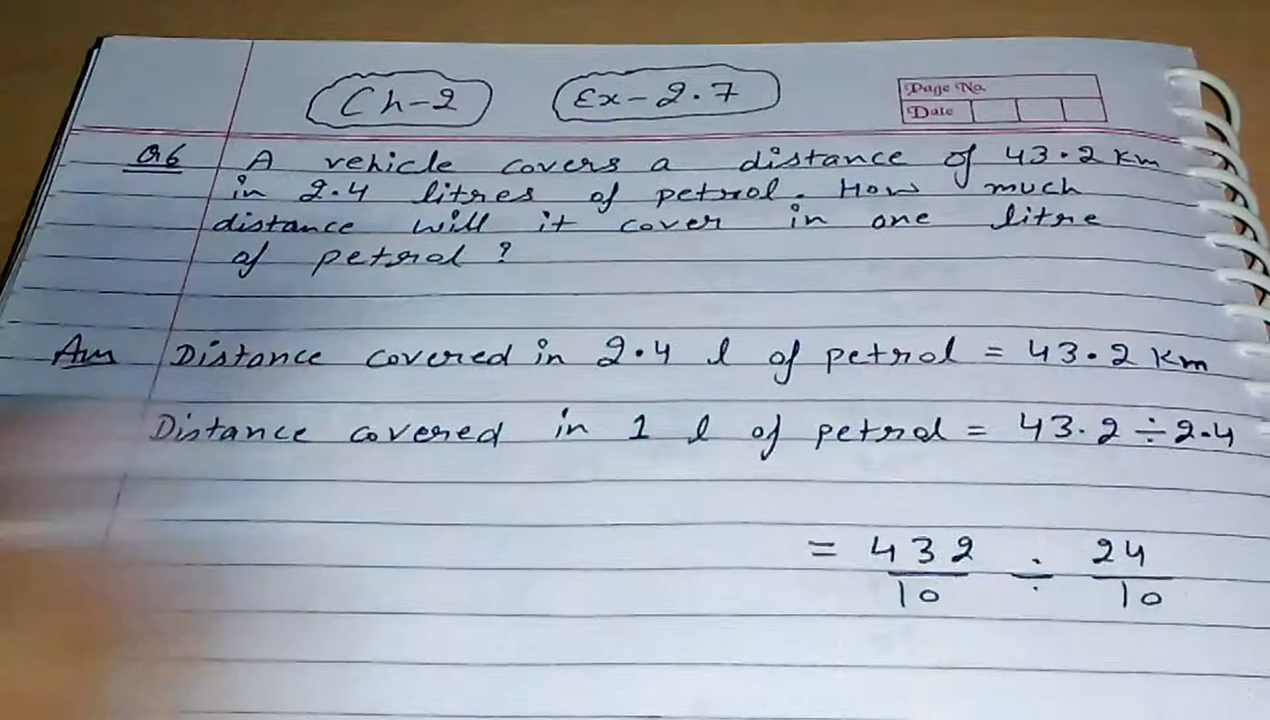 Ch-2 Ex-2.7
Page No.
Date
Q6 A vehicle covers a distance of 43.2 Km
in 2.4 litres of petrol. How much
distance will it cover in one litre
of petrol?
Ans Distance covered in 2.4 l of petrol = 43.2 Km
Distance covered in 1 l of petrol = 43.2 ÷ 2.4
= 432/10 ÷ 24/10